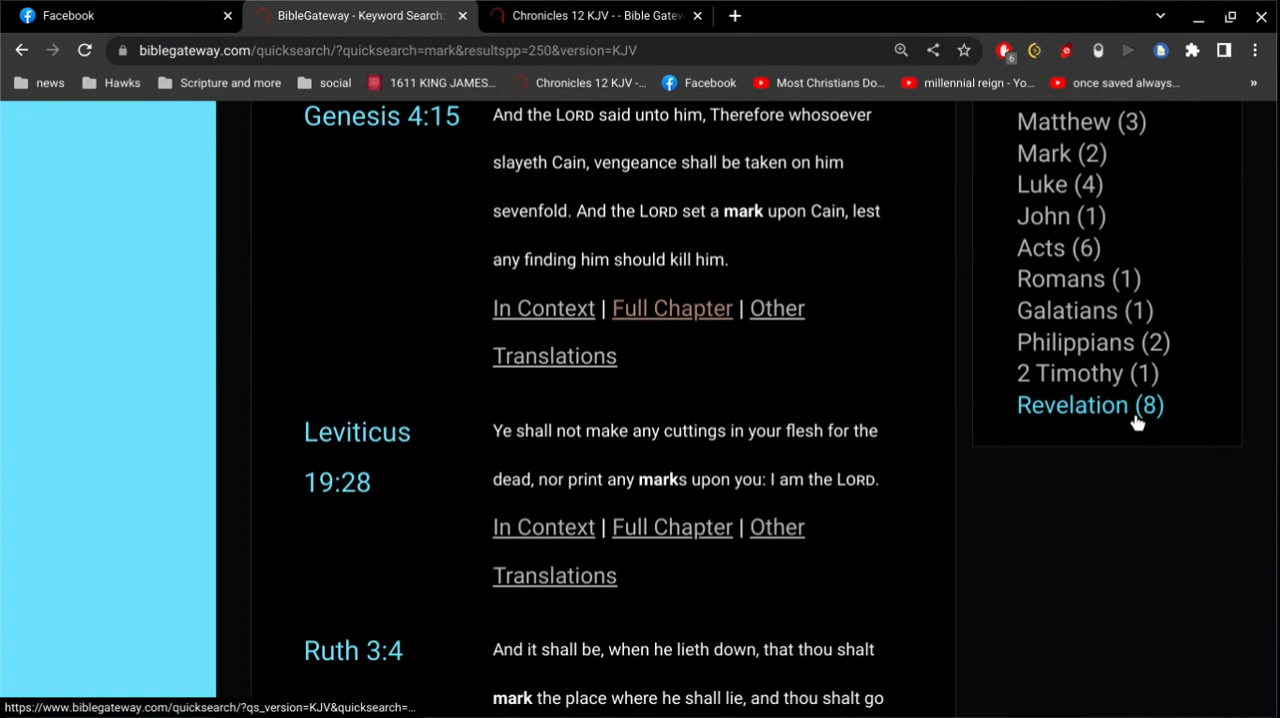 Facebook
BibleGateway - Keyword Search:
Chronicles 12 KJV - - Bible Gatew
biblegateway.com/quicksearch/?quicksearch=mark&resultspp=250&version=KJV
6
news
Hawks
Scripture and more
social
1611 KING JAMES...
Chronicles 12 KJV -...
Facebook
Most Christians Do...
millennial reign - Yo...
once saved always...
»
Genesis 4:15
And the LORD said unto him, Therefore whosoever
slayeth Cain, vengeance shall be taken on him
sevenfold. And the LORD set a mark upon Cain, lest
any finding him should kill him.
In Context | Full Chapter | Other
Translations
Leviticus
19:28
Ye shall not make any cuttings in your flesh for the
dead, nor print any marks upon you: I am the LORD.
In Context | Full Chapter | Other
Translations
Ruth 3:4
And it shall be, when he lieth down, that thou shalt
mark the place where he shall lie, and thou shalt go
Matthew (3)
Mark (2)
Luke (4)
John (1)
Acts (6)
Romans (1)
Galatians (1)
Philippians (2)
2 Timothy (1)
Revelation (8)
https://www.biblegateway.com/quicksearch/?qs_version=KJV&quicksearch=...